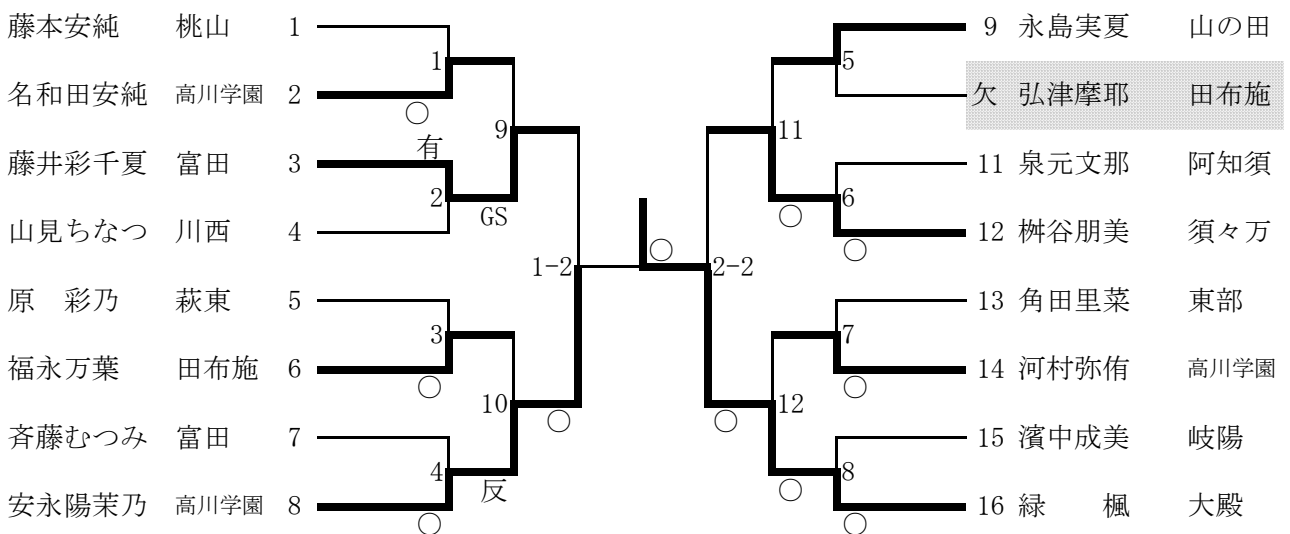 藤本安純 桃山 1
1
名和田安純 高川学園 2
○
9
有
藤井彩千夏 富田 3
2
GS
山見ちなつ 川西 4
1-2
原 彩乃 萩東 5
3
福永万葉 田布施 6
○
10
○
斉藤むつみ 富田 7
4
反
安永陽茉乃 高川学園 8
○
○
9 永島実夏 山の田
5
欠 弘津摩耶 田布施
11
11 泉元文那 阿知須
6
○
12 桝谷朋美 須々万
○
2-2
13 角田里菜 東部
7
14 河村弥侑 高川学園
○
12
○
15 濱中成美 岐陽
8
○
16 緑 楓 大殿
○